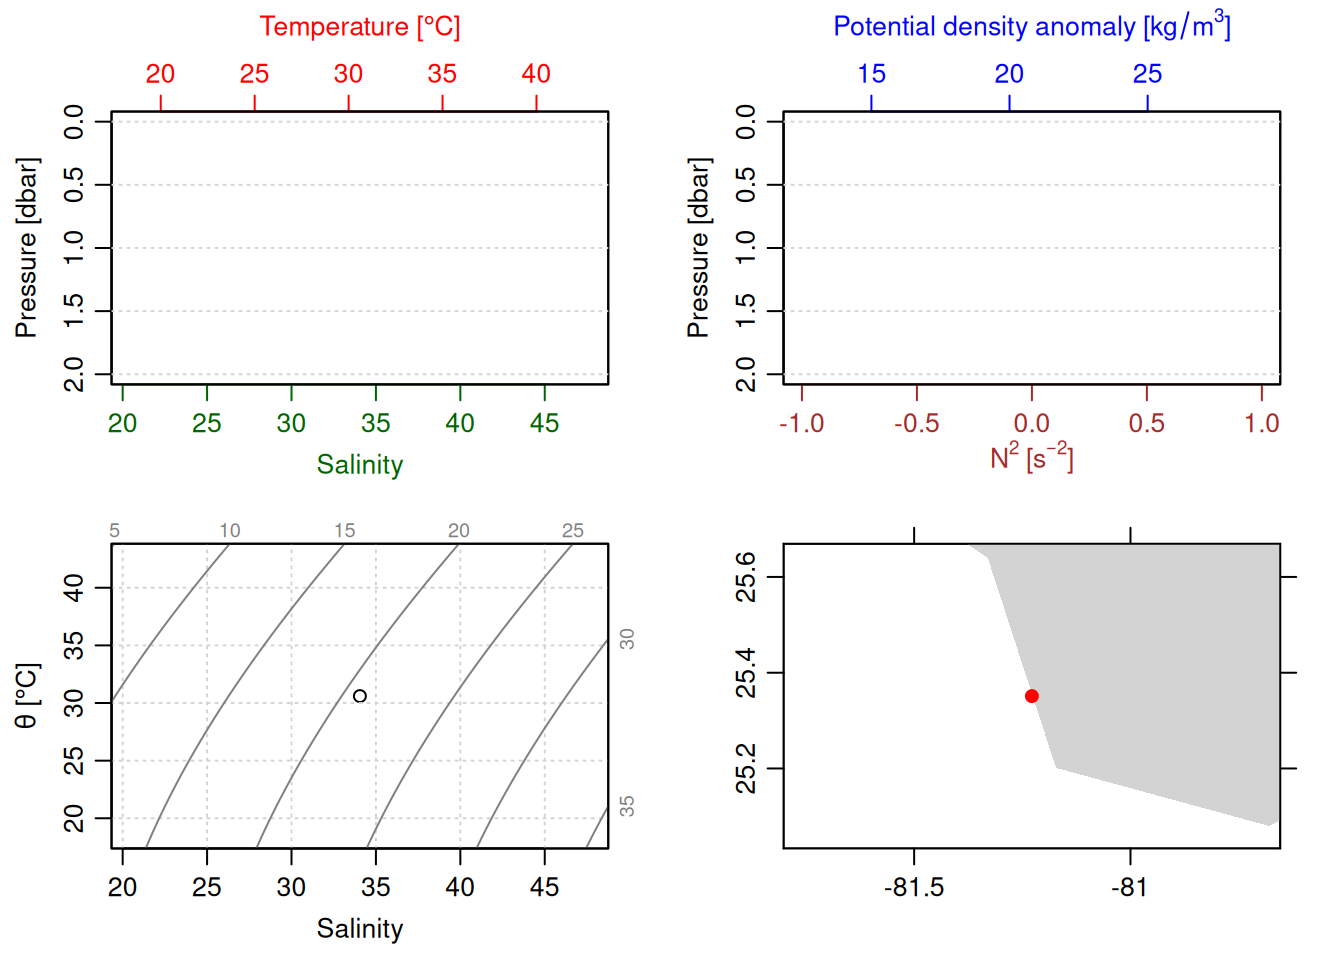 Temperature [°C]
20 25 30 35 40
Pressure [dbar]
0.0 0.5 1.0 1.5 2.0
20 25 30 35 40 45
Salinity
Potential density anomaly [kg/m³]
15 20 25
Pressure [dbar]
0.0 0.5 1.0 1.5 2.0
-1.0 -0.5 0.0 0.5 1.0
N² [s⁻²]
5 10 15 20 25
30
35
θ [°C]
40 35 30 25 20
20 25 30 35 40 45
Salinity
25.6 25.4 25.2
-81.5 -81